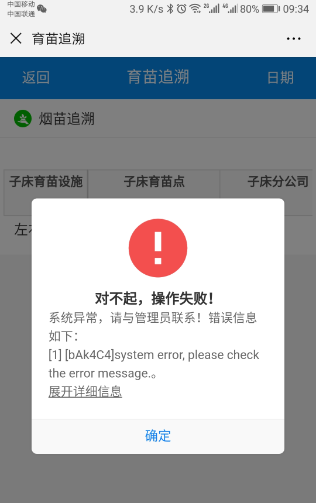 中国移动
中国联通
3.9 K/s 2G 4G 80% 09:34
育苗追溯
返回 育苗追溯 日期
烟苗追溯
子床育苗设施 子床育苗点 子床分公司
左
对不起，操作失败！
系统异常，请与管理员联系！错误信息
如下：
[1] [bAk4C4]system error, please check
the error message.。
展开详细信息
确定